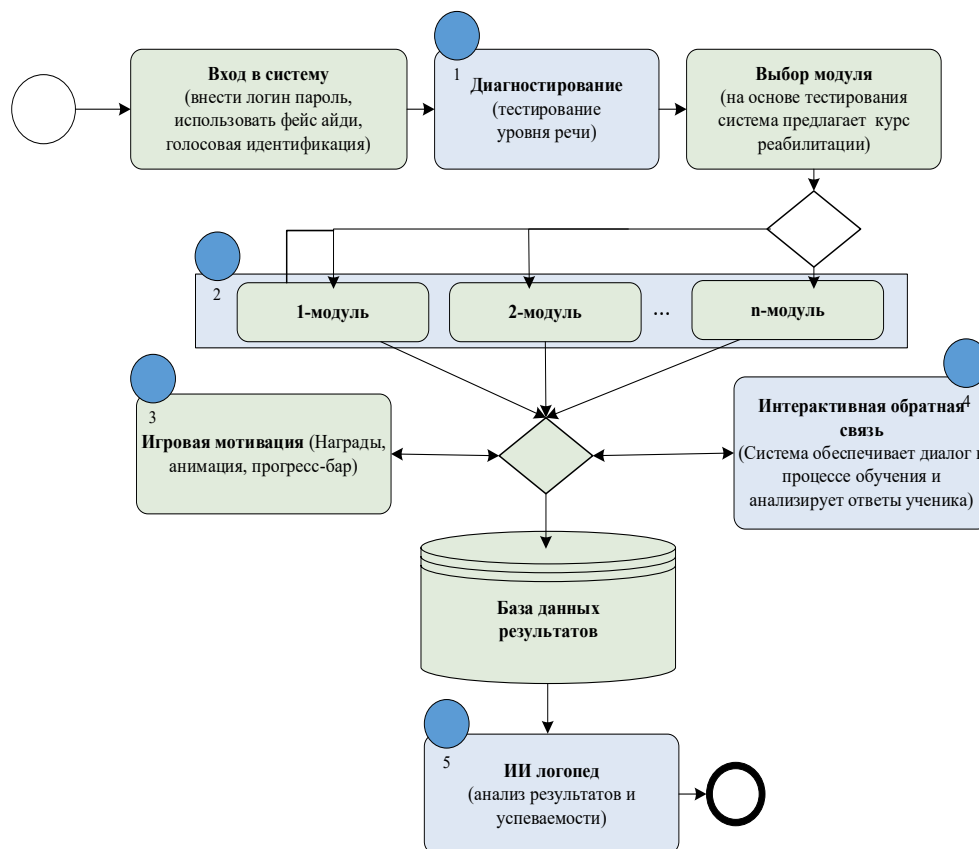 Вход в систему
(внести логин пароль,
использовать фейс айди,
голосовая идентификация)
1
Диагностирование
(тестирование
уровня речи)
Выбор модуля
(на основе тестирования
система предлагает курс
реабилитации)
2
1-модуль
2-модуль
...
n-модуль
3
Игровая мотивация (Награды,
анимация, прогресс-бар)
4
Интерактивная обратная
связь
(Система обеспечивает диалог
процессе обучения и
анализирует ответы ученика)
База данных
результатов
5
ИИ логопед
(анализ результатов и
успеваемости)